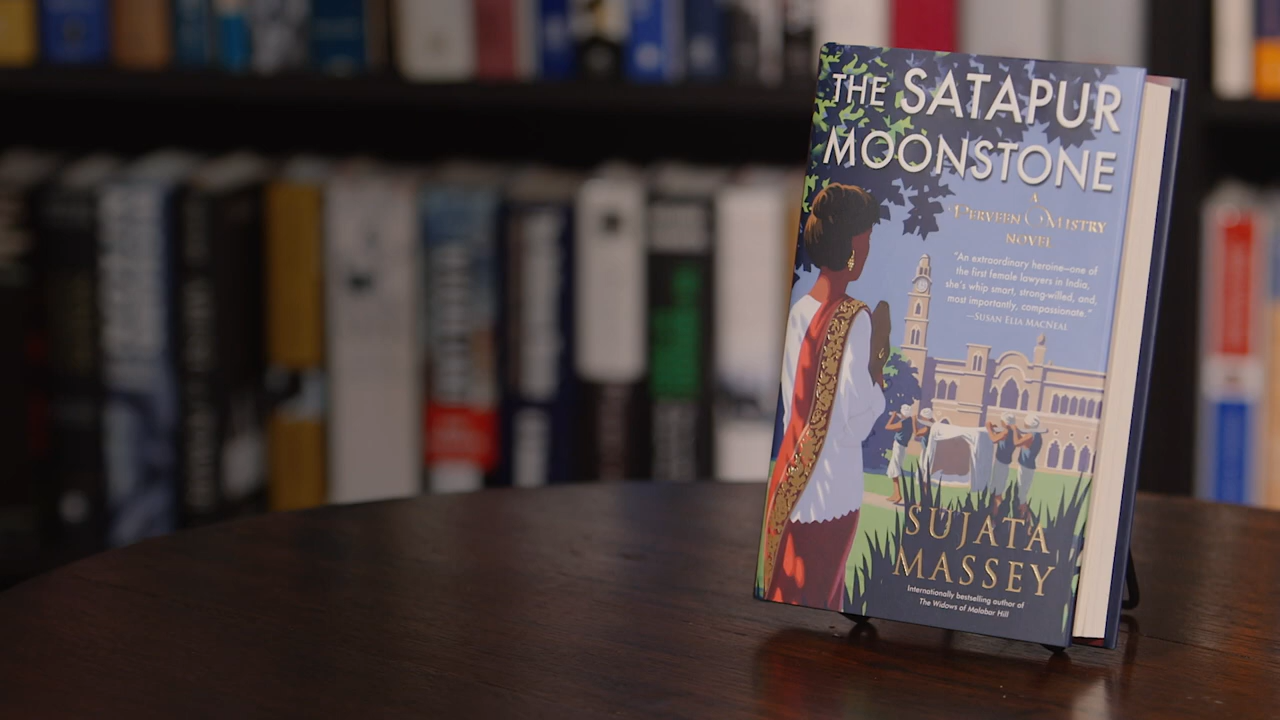 THE SATAPUR
MOONSTONE
A
PERVEEN MISTRY
NOVEL
"An extraordinary heroine—one of
the first female lawyers in India,
she's whip smart, strong-willed, and,
most importantly, compassionate."
—SUSAN ELIA MACNEAL
SUJATA
MASSEY
Internationally bestselling author of
The Widows of Malabar Hill